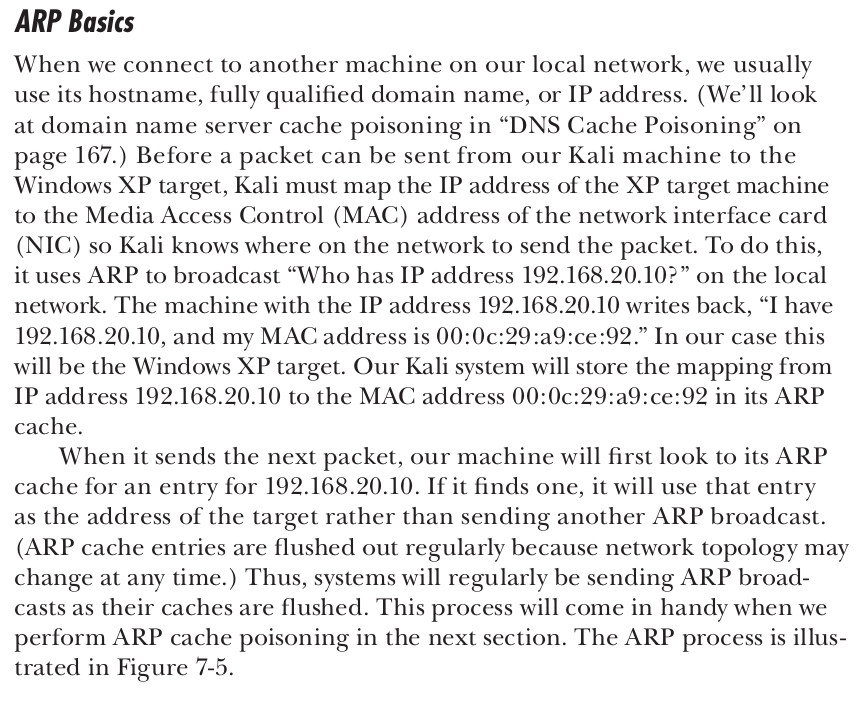 ARP Basics
When we connect to another machine on our local network, we usually
use its hostname, fully qualified domain name, or IP address. (We’ll look
at domain name server cache poisoning in “DNS Cache Poisoning” on
page 167.) Before a packet can be sent from our Kali machine to the
Windows XP target, Kali must map the IP address of the XP target machine
to the Media Access Control (MAC) address of the network interface card
(NIC) so Kali knows where on the network to send the packet. To do this,
it uses ARP to broadcast “Who has IP address 192.168.20.10?” on the local
network. The machine with the IP address 192.168.20.10 writes back, “I have
192.168.20.10, and my MAC address is 00:0c:29:a9:ce:92.” In our case this
will be the Windows XP target. Our Kali system will store the mapping from
IP address 192.168.20.10 to the MAC address 00:0c:29:a9:ce:92 in its ARP
cache.
When it sends the next packet, our machine will first look to its ARP
cache for an entry for 192.168.20.10. If it finds one, it will use that entry
as the address of the target rather than sending another ARP broadcast.
(ARP cache entries are flushed out regularly because network topology may
change at any time.) Thus, systems will regularly be sending ARP broad-
casts as their caches are flushed. This process will come in handy when we
perform ARP cache poisoning in the next section. The ARP process is illus-
trated in Figure 7-5.